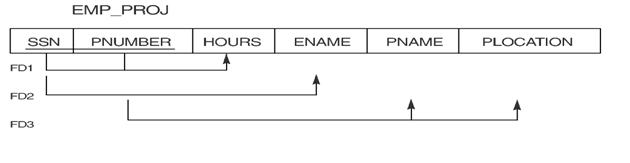 EMP_PROJ
SSN PNUMBER HOURS ENAME PNAME PLOCATION
FD1
FD2
FD3